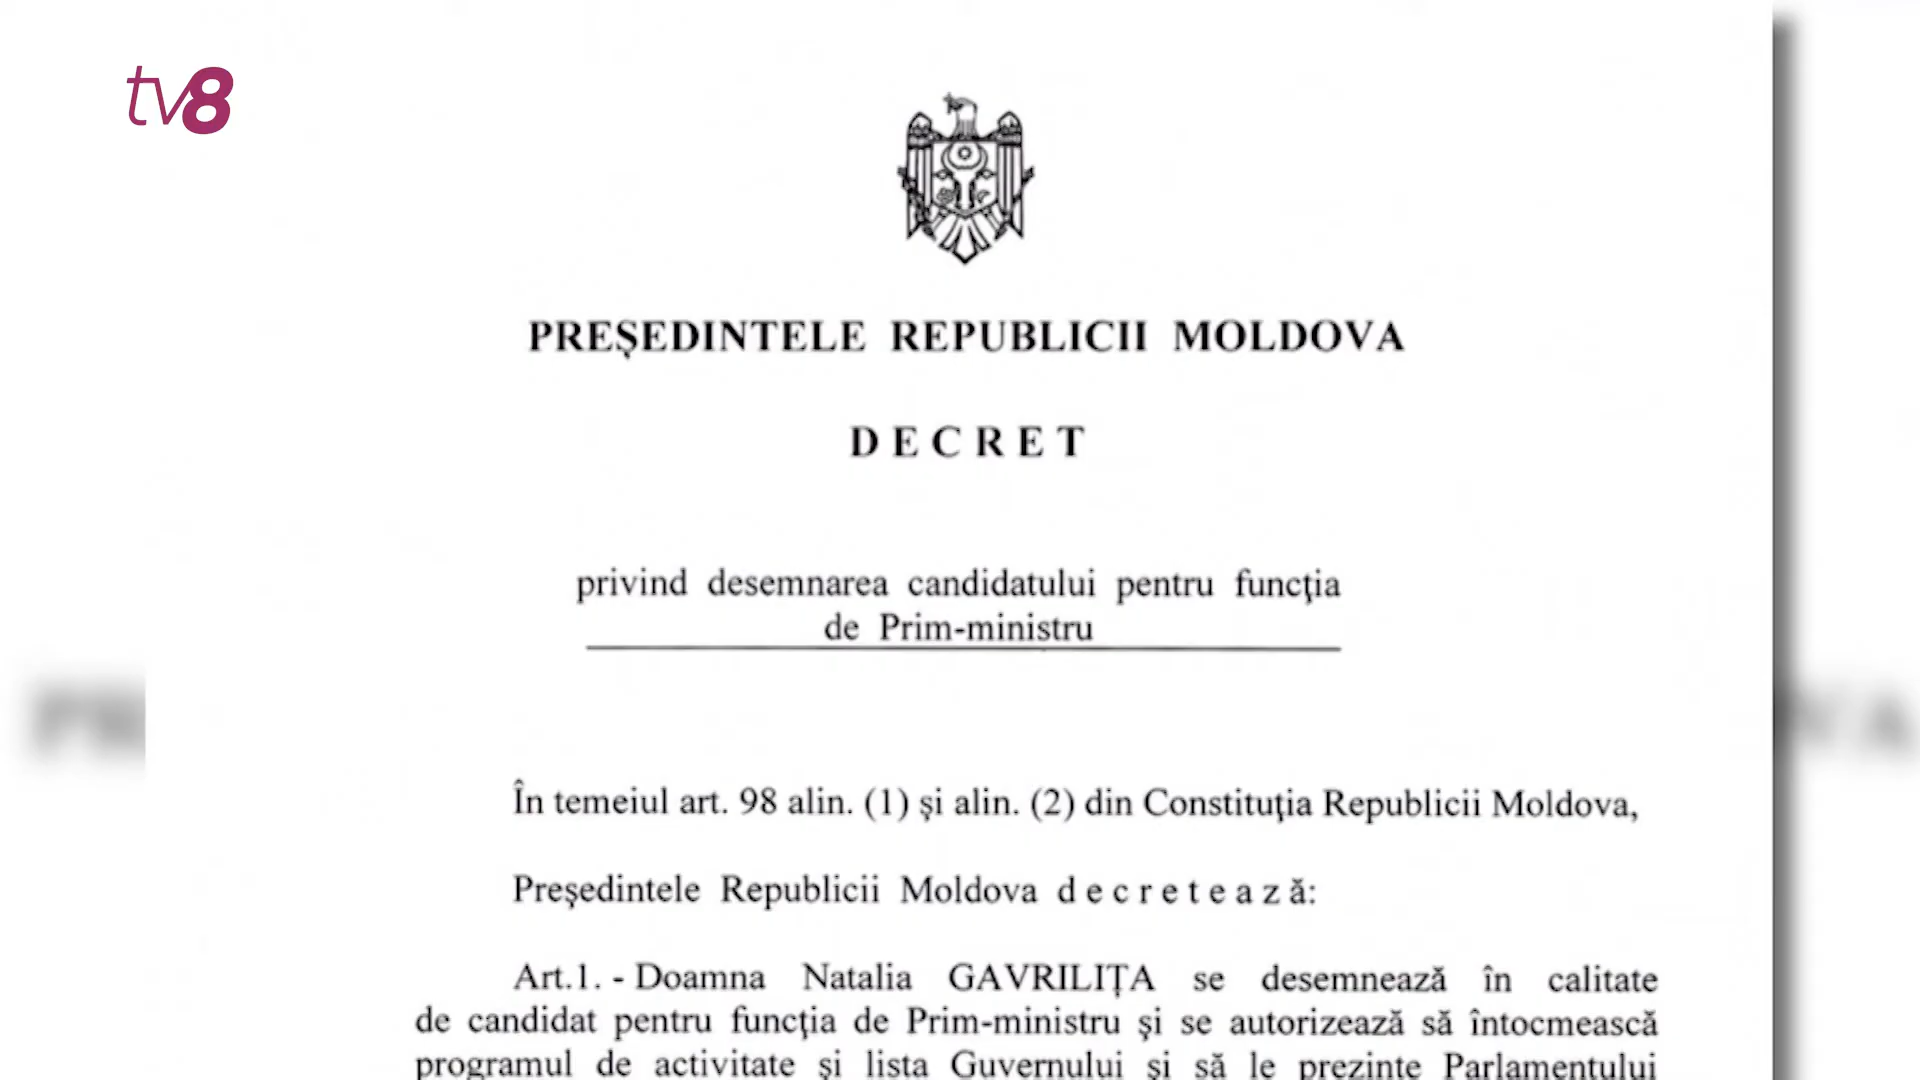 tv8
PREŞEDINTELE REPUBLICII MOLDOVA
DECRET
privind desemnarea candidatului pentru funcţia
de Prim-ministru
În temeiul art. 98 alin. (1) şi alin. (2) din Constituţia Republicii Moldova,
Preşedintele Republicii Moldova decretează:
Art.1. - Doamna Natalia GAVRILIŢA se desemnează în calitate
de candidat pentru funcţia de Prim-ministru şi se autorizează să întocmească
programul de activitate şi lista Guvernului şi să le prezinte Parlamentului